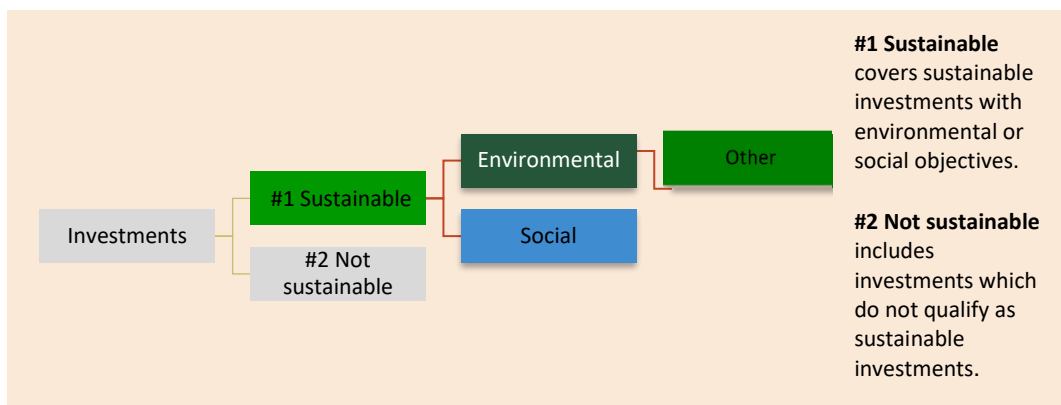 Investments
#1 Sustainable
#2 Not
sustainable
Environmental
Social
Other
#1 Sustainable
covers sustainable
investments with
environmental or
social objectives.
#2 Not sustainable
includes
investments which
do not qualify as
sustainable
investments.